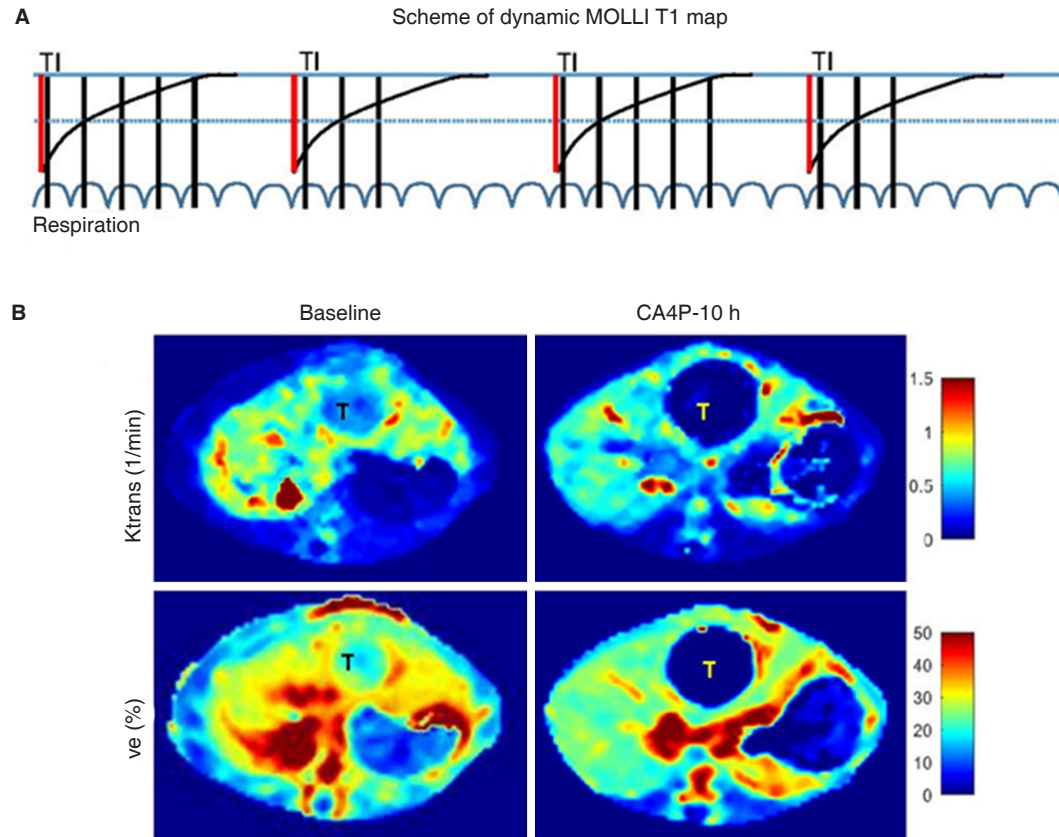 A
Scheme of dynamic MOLLI T1 map
TI TI TI TI
Respiration
B
Baseline CA4P-10 h
Ktrans (1/min)
T
T
1.5
1
0.5
0
ve (%)
T
T
50
40
30
20
10
0